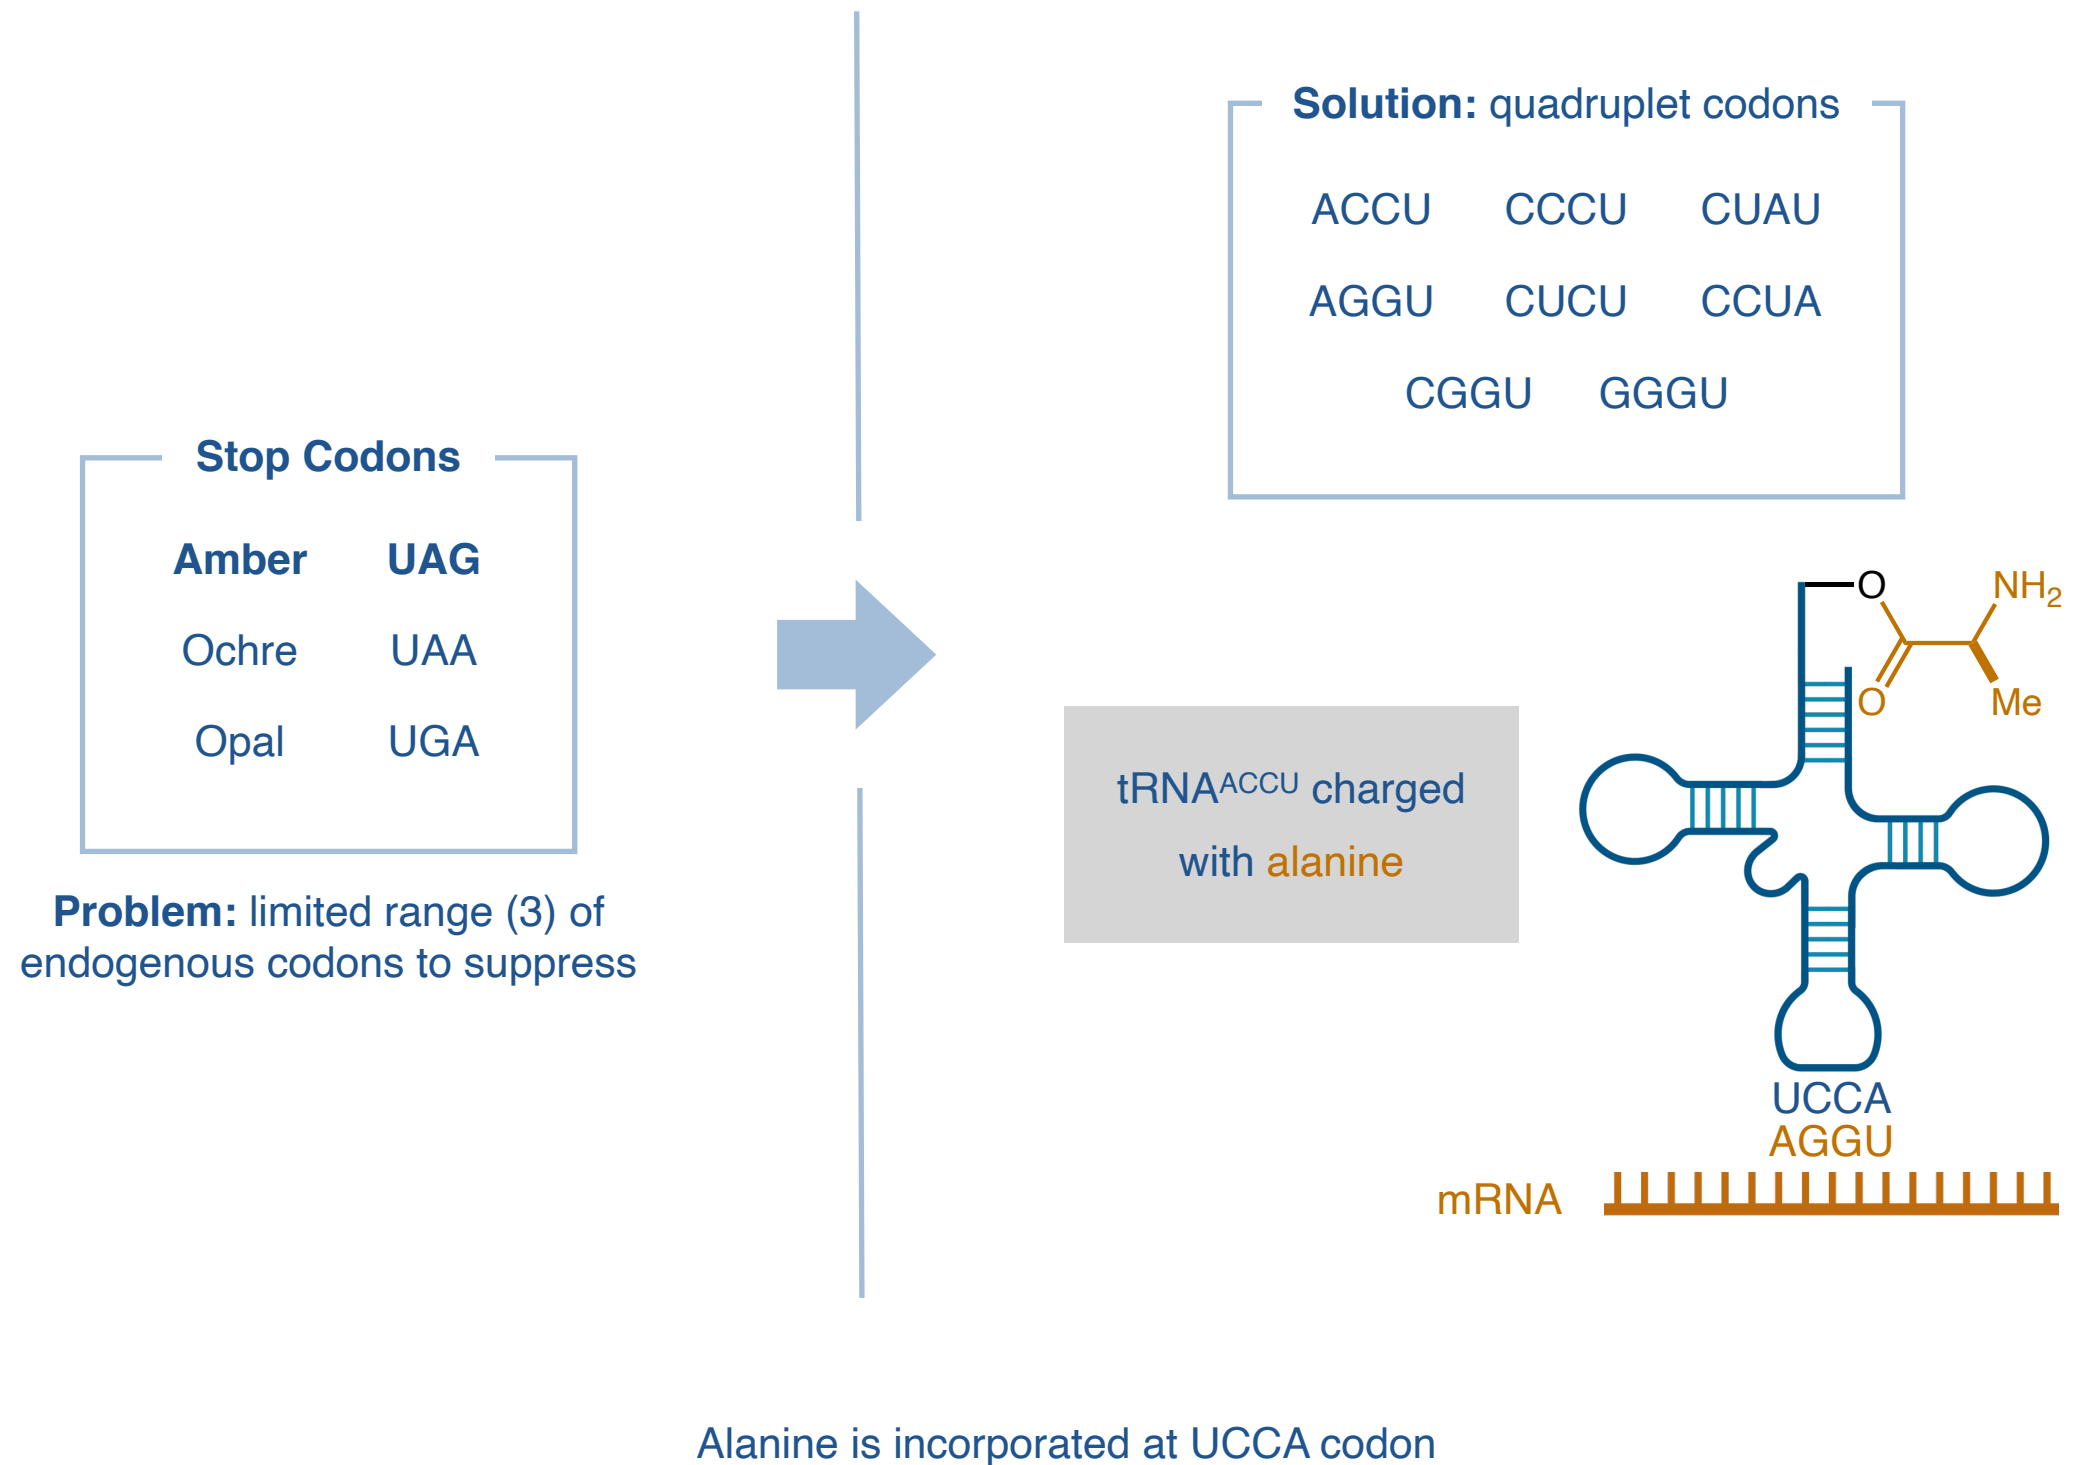 Stop Codons
Amber UAG
Ochre UAA
Opal UGA
Problem: limited range (3) of
endogenous codons to suppress
Solution: quadruplet codons
ACCU CCCU CUAU
AGGU CUCU CCUA
CGGU GGGU
tRNAᴬᶜᶜᵁ charged
with alanine
O
NH₂
O
Me
UCCA
AGGU
mRNA
Alanine is incorporated at UCCA codon